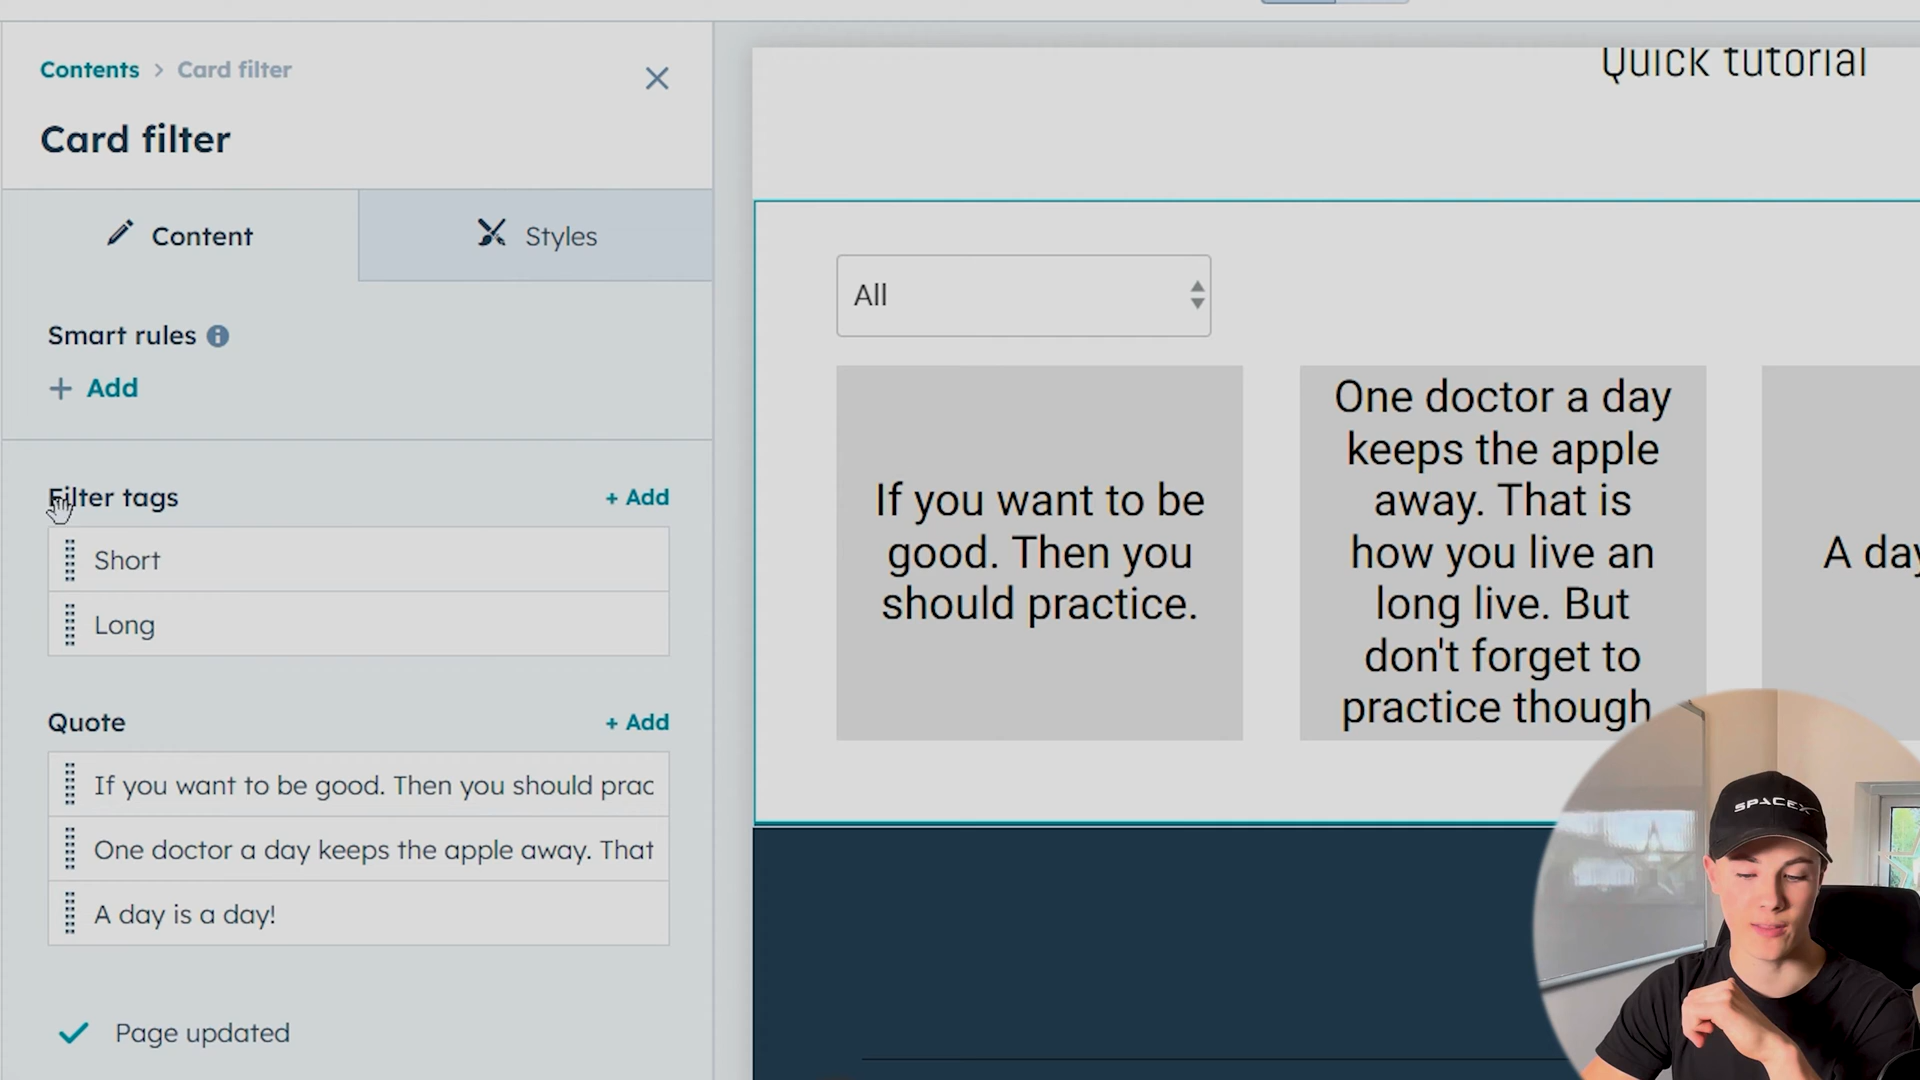 Contents > Card filter
Card filter
Content
Styles
Smart rules
+ Add
Filter tags
+ Add
Short
Long
Quote
+ Add
If you want to be good. Then you should prac
One doctor a day keeps the apple away. That
A day is a day!
Page updated
Quick tutorial
All
If you want to be
good. Then you
should practice.
One doctor a day
keeps the apple
away. That is
how you live an
long live. But
don't forget to
practice though
A day
SPACEX